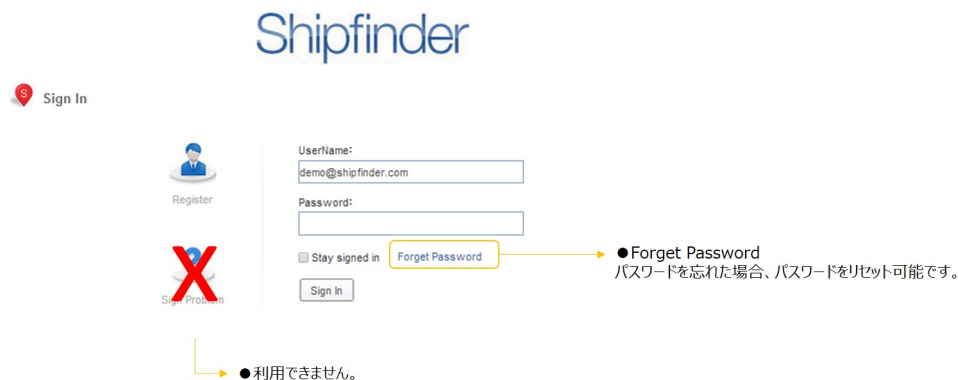 Shipfinder
S
Sign In
UserName:
demo@shipfinder.com
Register
Password:
Stay signed in Forget Password
●Forget Password
パスワードを忘れた場合、パスワードをリセット可能です。
Sign In
Sign Problem
●利用できません。